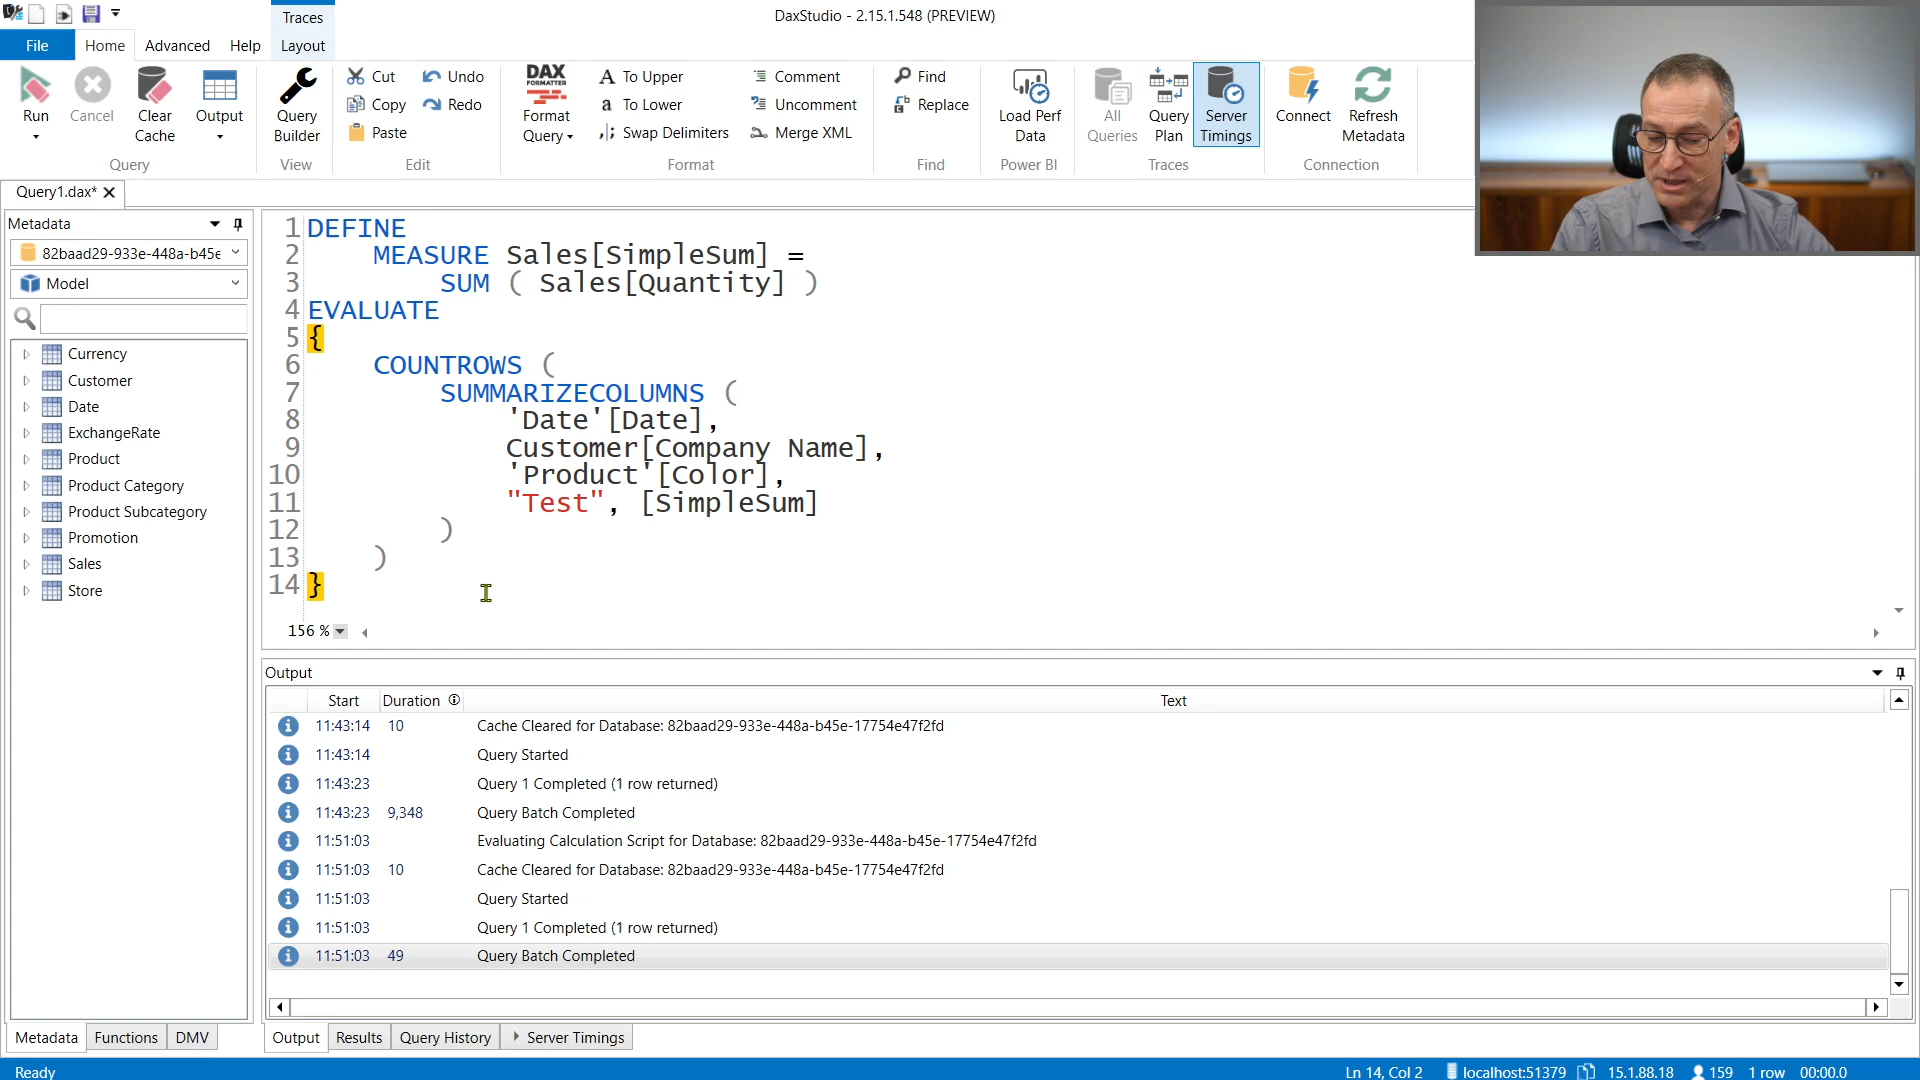 DaxStudio - 2.15.1.548 (PREVIEW)
Traces
File Home Advanced Help Layout
Run
Cancel
Clear Cache
Output
Query
Query Builder
View
Cut
Copy
Paste
Undo
Redo
Edit
DAX
FORMATTER
Format Query
To Upper
To Lower
Swap Delimiters
Comment
Uncomment
Merge XML
Format
Find
Replace
Find
Load Perf Data
Power BI
All Queries
Query Plan
Server Timings
Traces
Connect
Refresh Metadata
Connection
Query1.dax*
Metadata
82baad29-933e-448a-b45e
Model
Currency
Customer
Date
ExchangeRate
Product
Product Category
Product Subcategory
Promotion
Sales
Store
1 DEFINE
2 MEASURE Sales[SimpleSum] =
3 SUM ( Sales[Quantity] )
4 EVALUATE
5 {
6 COUNTROWS (
7 SUMMARIZECOLUMNS (
8 'Date'[Date],
9 Customer[Company Name],
10 'Product'[Color],
11 "Test", [SimpleSum]
12 )
13 )
14 }
156 %
Output
Start Duration Text
11:43:14 10 Cache Cleared for Database: 82baad29-933e-448a-b45e-17754e47f2fd
11:43:14 Query Started
11:43:23 Query 1 Completed (1 row returned)
11:43:23 9,348 Query Batch Completed
11:51:03 Evaluating Calculation Script for Database: 82baad29-933e-448a-b45e-17754e47f2fd
11:51:03 10 Cache Cleared for Database: 82baad29-933e-448a-b45e-17754e47f2fd
11:51:03 Query Started
11:51:03 Query 1 Completed (1 row returned)
11:51:03 49 Query Batch Completed
Metadata Functions DMV
Output Results Query History Server Timings
Ready
Ln 14, Col 2 localhost:51379 15.1.88.18 159 1 row 00:00.0